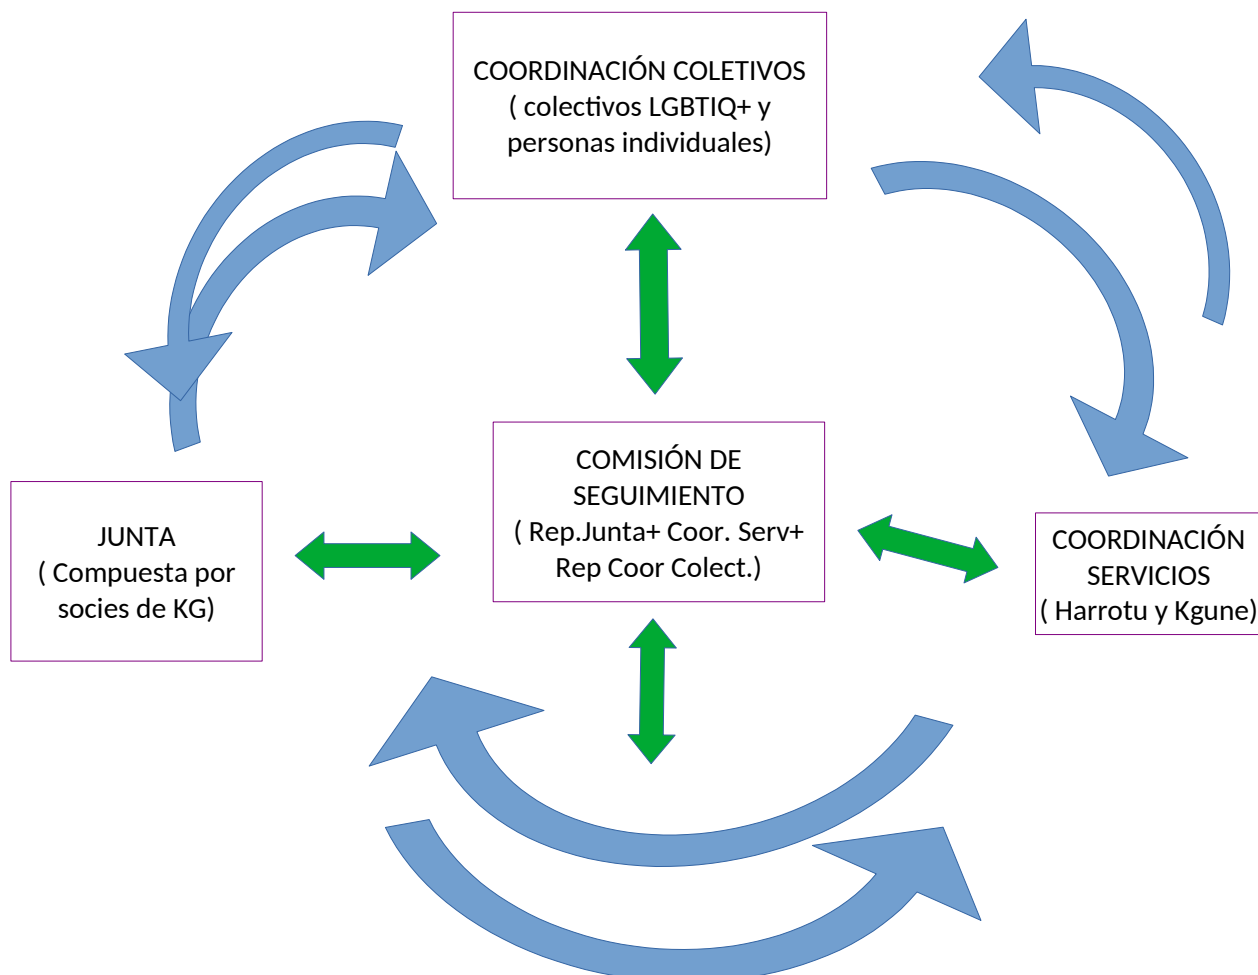 COORDINACIÓN COLETIVOS
( colectivos LGBTIQ+ y
personas individuales)
COMISIÓN DE
SEGUIMIENTO
( Rep.Junta+ Coor. Serv+
Rep Coor Colect.)
JUNTA
( Compuesta por
socies de KG)
COORDINACIÓN
SERVICIOS
( Harrotu y Kgune)